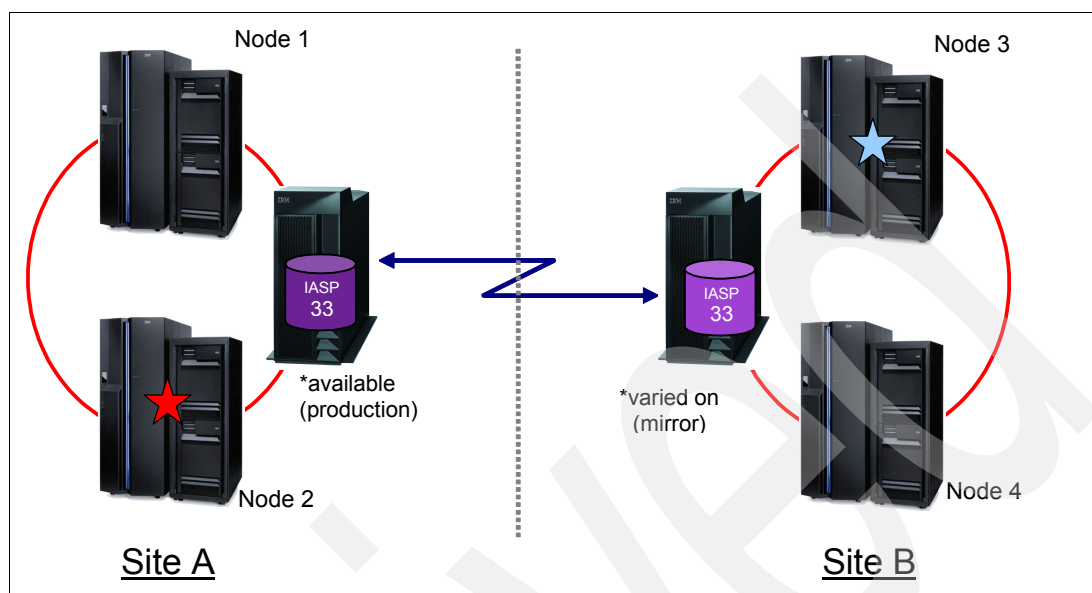 Node 1
Node 3
IASP
33
IASP
33
*available
(production)
*varied on
(mirror)
Node 2
Node 4
Site A
Site B